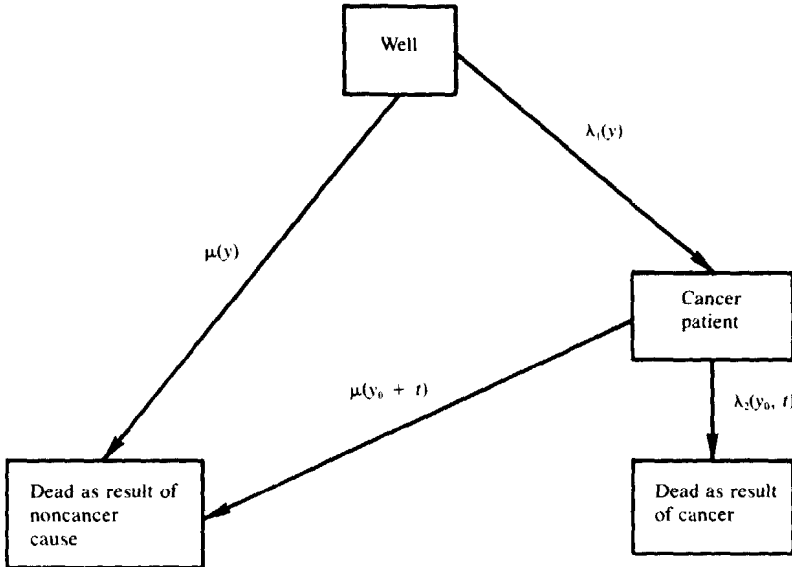 Well
λ₁(y)
μ(y)
Cancer
patient
μ(y₀ + t)
λ₂(y₀, t)
Dead as result of
noncancer
cause
Dead as result
of cancer